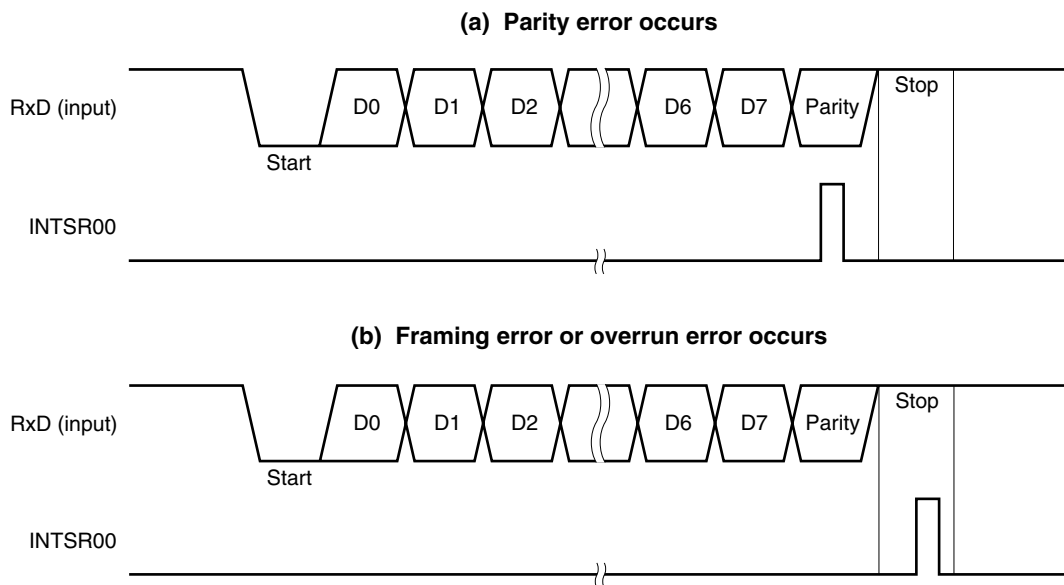 (a) Parity error occurs
RxD (input)
D0 D1 D2 D6 D7 Parity Stop
Start
INTSR00
(b) Framing error or overrun error occurs
RxD (input)
D0 D1 D2 D6 D7 Parity Stop
Start
INTSR00